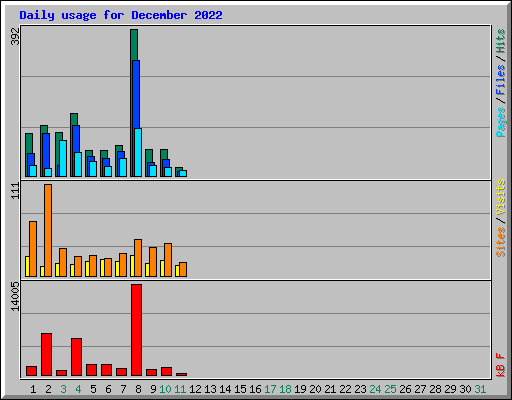 Daily usage for December 2022
392
Pages / Files / Hits
111
Sites / Visits
14005
kB F
1 2 3 4 5 6 7 8 9 10 11 12 13 14 15 16 17 18 19 20 21 22 23 24 25 26 27 28 29 30 31